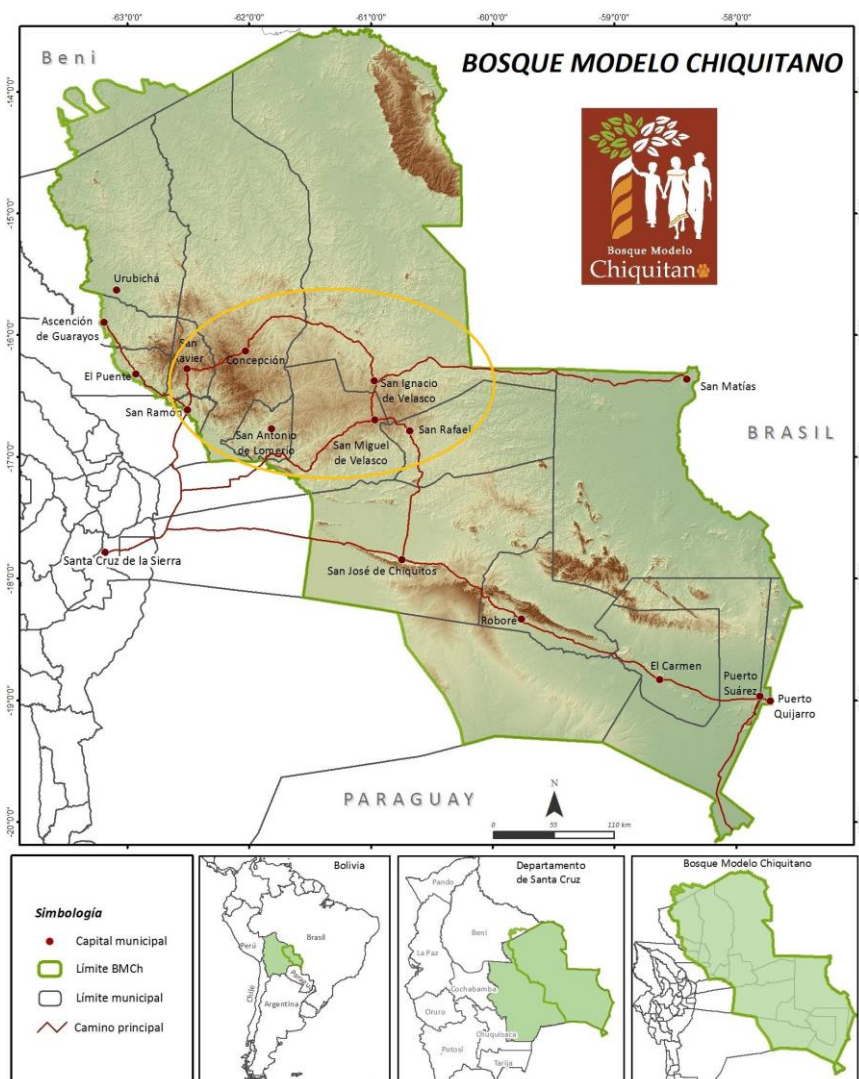 -63°0'0"
-62°0'0"
-61°0'0"
-60°0'0"
-59°0'0"
-58°0'0"
Beni
BOSQUE MODELO CHIQUITANO
-14°0'0"
Bosque Modelo
Chiquitano
-15°0'0"
Urubichá
Ascención
de Guarayos
-16°0'0"
San
Javier
Concepción
El Puente
San Ignacio
de Velasco
San Matías
San Ramón
San Antonio
de Lomerio
San Miguel
de Velasco
San Rafael
BRASIL
-17°0'0"
Santa Cruz de la Sierra
San José de Chiquitos
-18°0'0"
Roboré
El Carmen
Puerto
Suárez
Puerto
Quijarro
-19°0'0"
PARAGUAY
N
0 55 110 km
-20°0'0"
Simbología
Capital municipal
Límite BMCh
Límite municipal
Camino principal
Bolivia
Perú
Brasil
Paraguay
Chile
Argentina
Departamento
de Santa Cruz
Pando
Beni
La Paz
Cochabamba
Oruro
Chuquisaca
Potosí
Tarija
Bosque Modelo Chiquitano